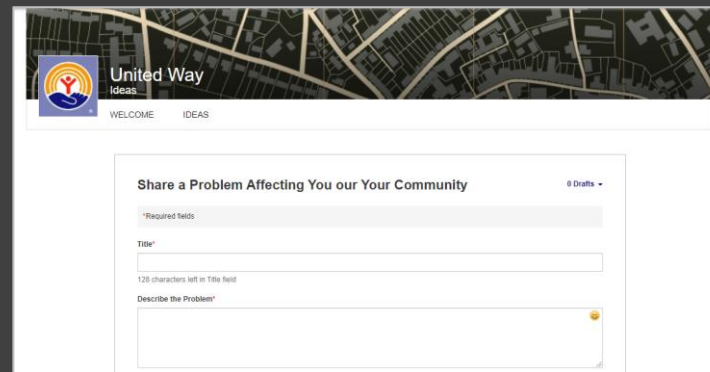 United Way
Ideas
WELCOME IDEAS
Share a Problem Affecting You our Your Community
0 Drafts
*Required fields
Title*
128 characters left in Title field
Describe the Problem*